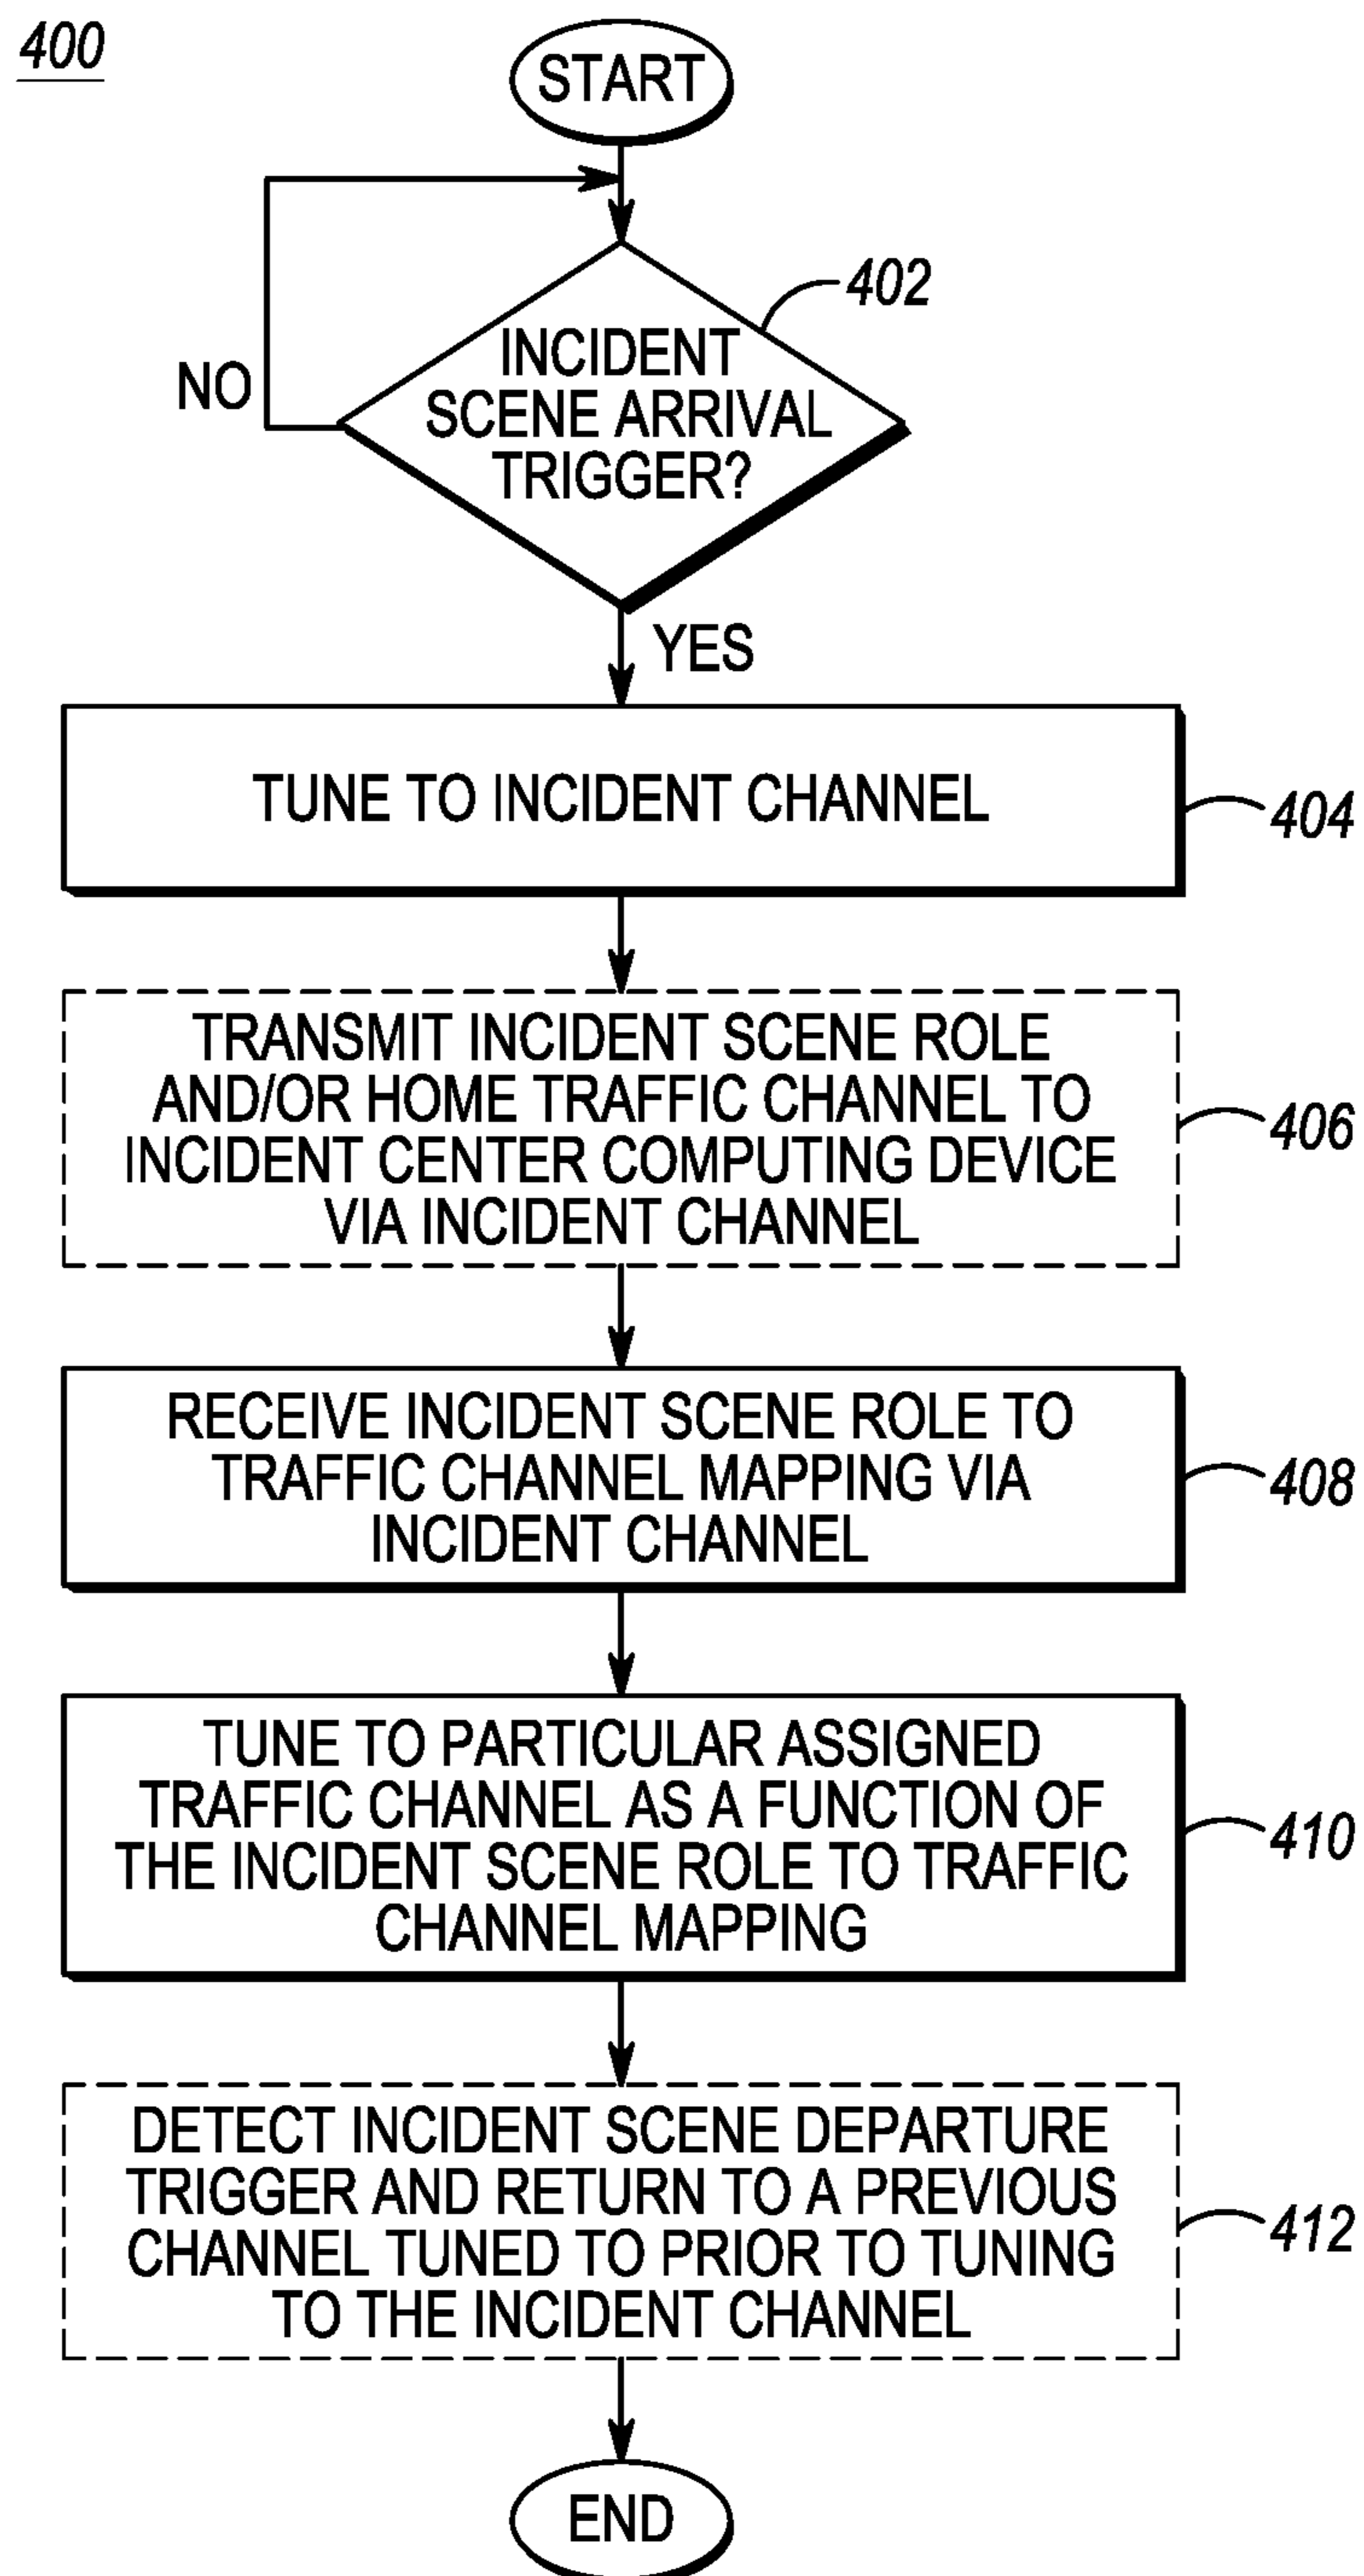 400
START
402
INCIDENT
SCENE ARRIVAL
TRIGGER?
NO
YES
TUNE TO INCIDENT CHANNEL
404
TRANSMIT INCIDENT SCENE ROLE
AND/OR HOME TRAFFIC CHANNEL TO
INCIDENT CENTER COMPUTING DEVICE
VIA INCIDENT CHANNEL
406
RECEIVE INCIDENT SCENE ROLE TO
TRAFFIC CHANNEL MAPPING VIA
INCIDENT CHANNEL
408
TUNE TO PARTICULAR ASSIGNED
TRAFFIC CHANNEL AS A FUNCTION OF
THE INCIDENT SCENE ROLE TO TRAFFIC
CHANNEL MAPPING
410
DETECT INCIDENT SCENE DEPARTURE
TRIGGER AND RETURN TO A PREVIOUS
CHANNEL TUNED TO PRIOR TO TUNING
TO THE INCIDENT CHANNEL
412
END